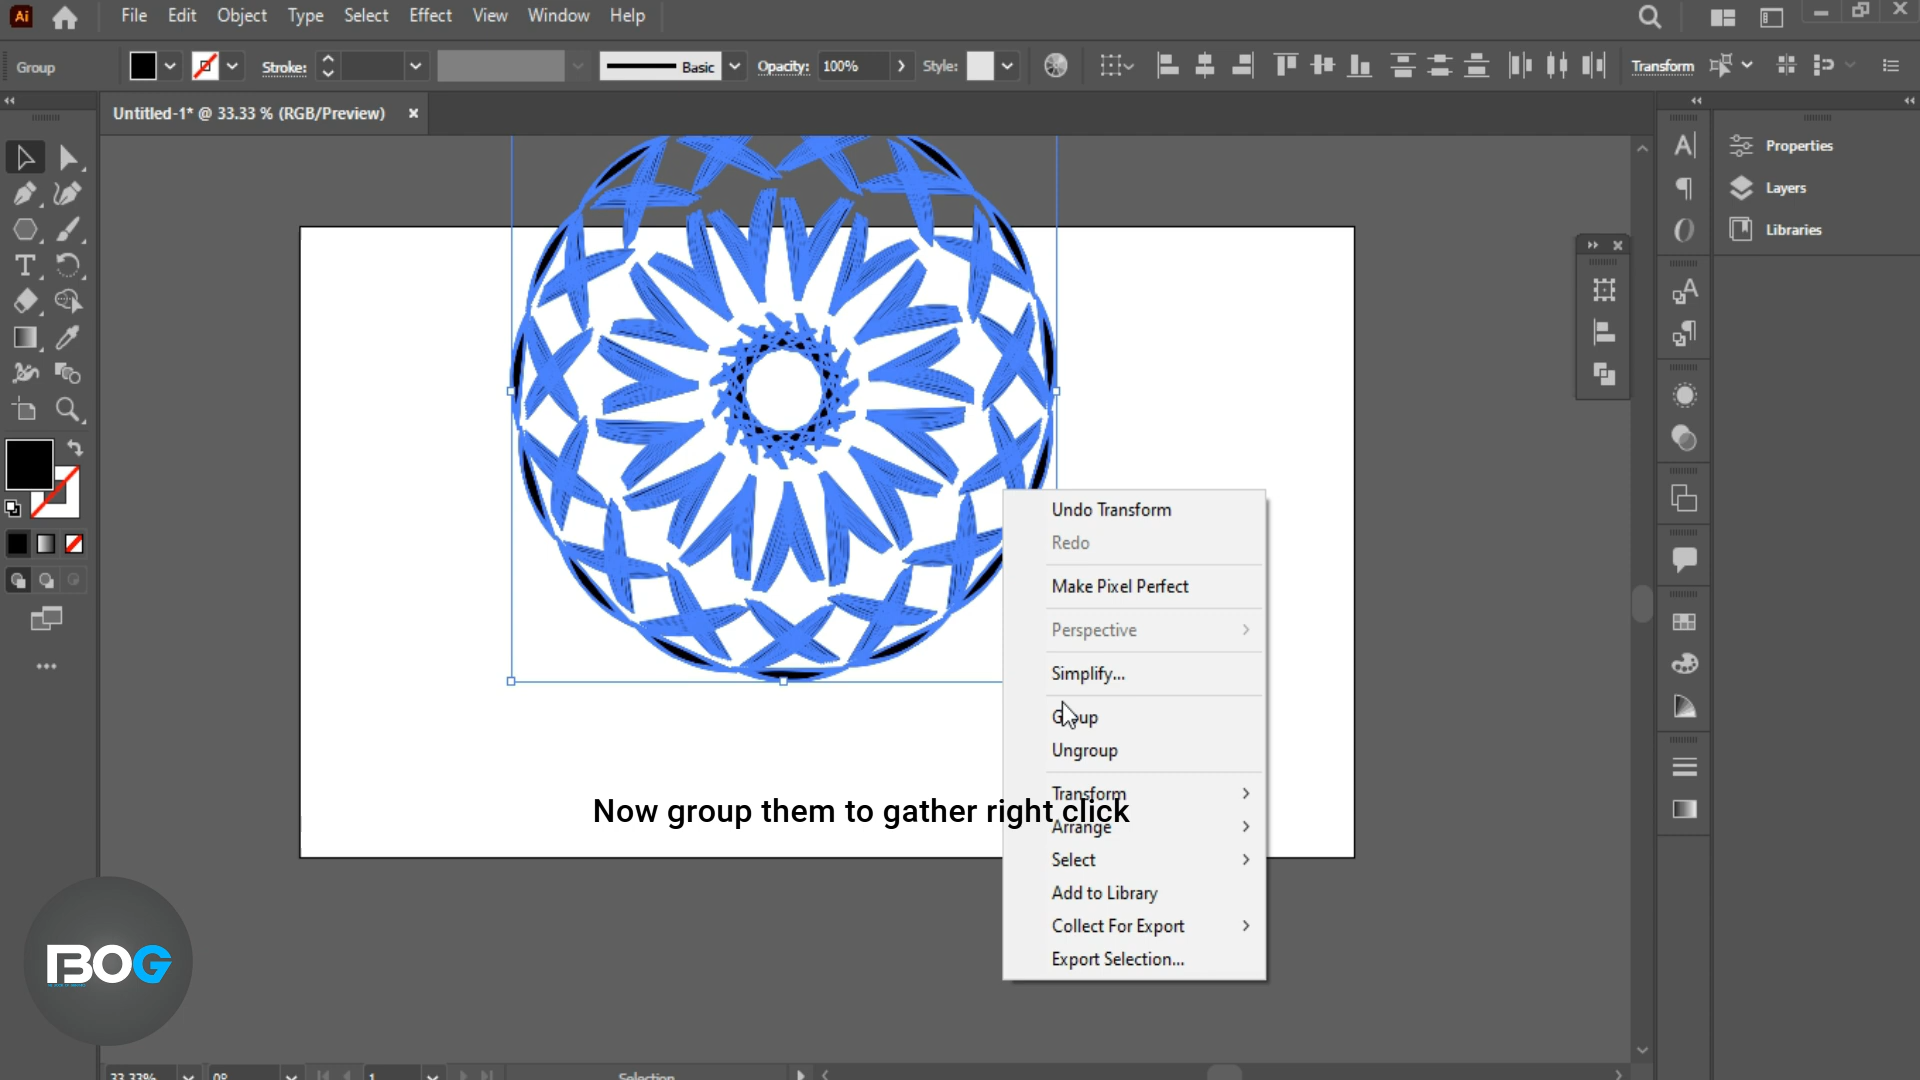 Ai File Edit Object Type Select Effect View Window Help
Group Stroke: Basic Opacity: 100% Style: Transform
Untitled-1* @ 33.33 % (RGB/Preview)
Properties
Layers
Libraries
Undo Transform
Redo
Make Pixel Perfect
Perspective
Simplify...
Group
Ungroup
Transform
Now group them to gather right click
Arrange
Select
Add to Library
Collect For Export
Export Selection...
BOG
33.33% 0° 1 Selection